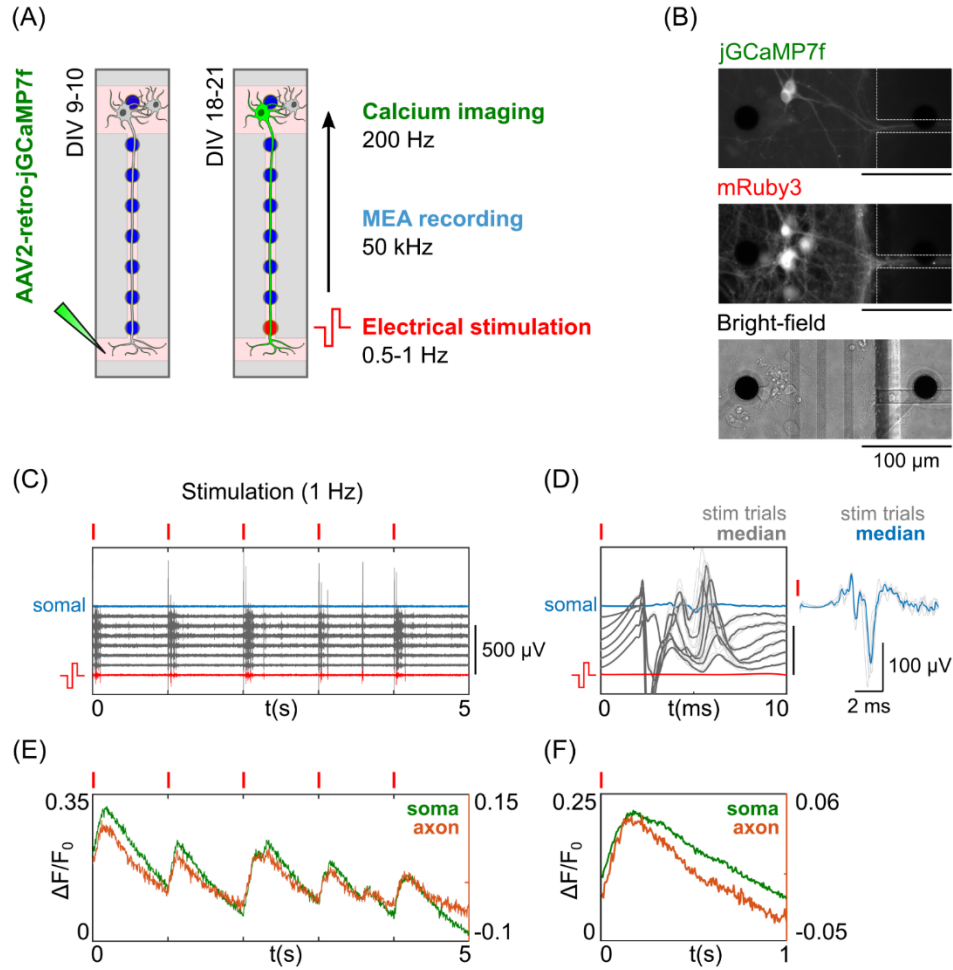 (A)
AAV2-retro-jGCaMP7f
DIV 9-10
DIV 18-21
Calcium imaging
200 Hz
MEA recording
50 kHz
Electrical stimulation
0.5-1 Hz
(B)
jGCaMP7f
mRuby3
Bright-field
100 µm
(C)
Stimulation (1 Hz)
somal
500 µV
0
t(s)
5
(D)
stim trials
median
somal
0
t(ms)
10
stim trials
median
100 µV
2 ms
(E)
0.35
ΔF/F0
0
soma
axon
0.15
-0.1
0
t(s)
5
(F)
0.25
ΔF/F0
0
soma
axon
0.06
-0.05
0
t(s)
1